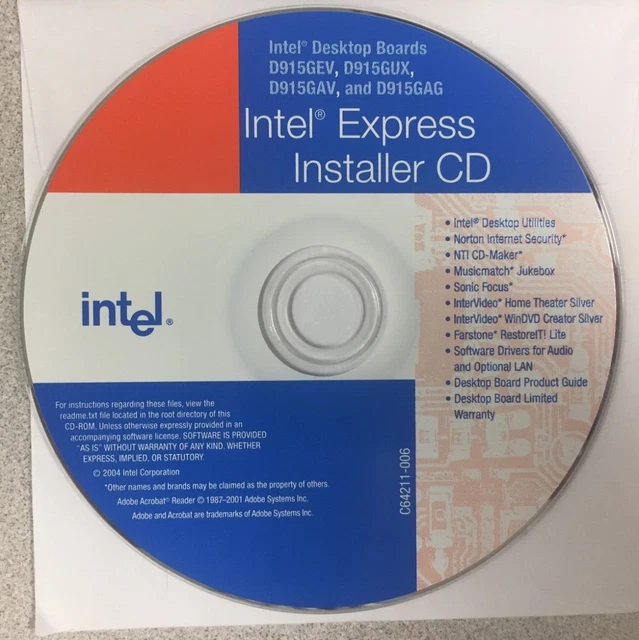 Intel® Desktop Boards
D915GEV, D915GUX,
D915GAV, and D915GAG
Intel® Express
Installer CD
• Intel® Desktop Utilities
• Norton Internet Security*
• NTI CD-Maker*
• Musicmatch* Jukebox
• Sonic Focus*
• InterVideo* Home Theater Silver
• InterVideo* WinDVD Creator Silver
• Farstone* RestoreIT! Lite
• Software Drivers for Audio
and Optional LAN
• Desktop Board Product Guide
• Desktop Board Limited
Warranty
intel®
For instructions regarding these files, view the
readme.txt file located in the root directory of this
CD-ROM. Unless otherwise expressly provided in an
accompanying software license. SOFTWARE IS PROVIDED
"AS IS" WITHOUT WARRANTY OF ANY KIND. WHETHER
EXPRESS, IMPLIED, OR STATUTORY.
© 2004 Intel Corporation
*Other names and brands may be claimed as the property of others.
Adobe Acrobat® Reader © 1987-2001 Adobe Systems Inc.
Adobe and Acrobat are trademarks of Adobe Systems Inc.
C64211-006